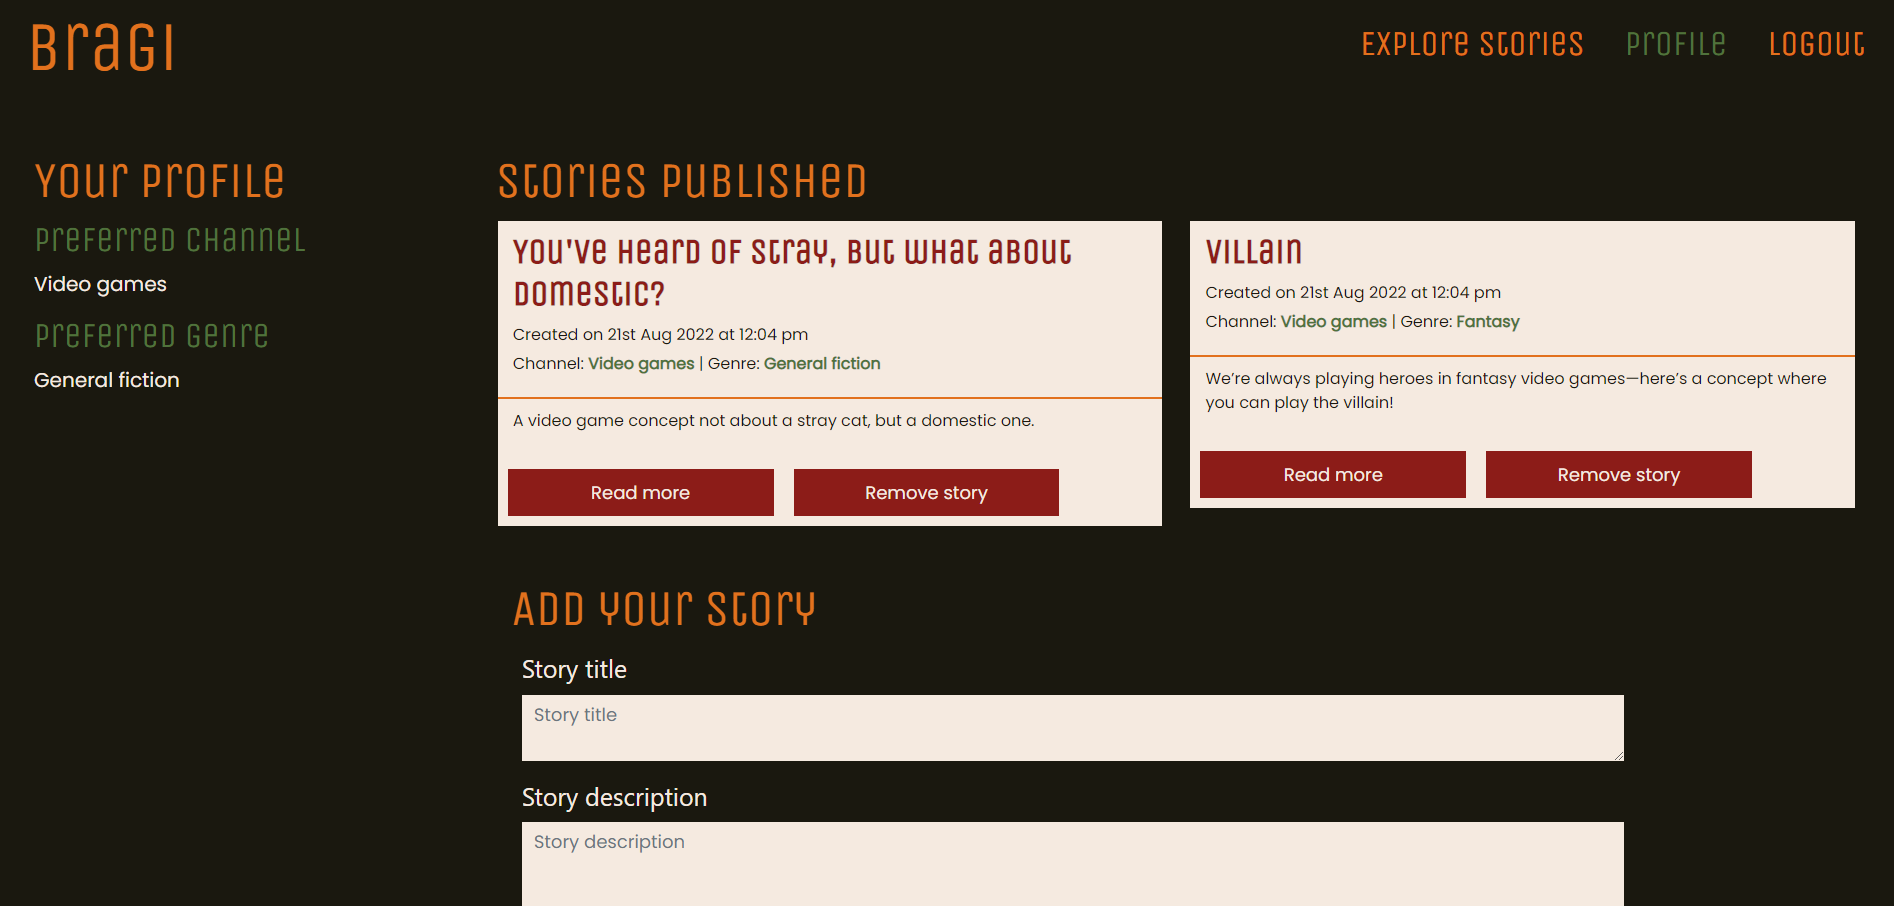 Bragi
Explore Stories
Profile
Logout
Your Profile
Preferred Channel
Video games
Preferred Genre
General fiction
Stories Published
You've heard of Stray, but what about
domestic?
Created on 21st Aug 2022 at 12:04 pm
Channel: Video games | Genre: General fiction
A video game concept not about a stray cat, but a domestic one.
Read more
Remove story
Villain
Created on 21st Aug 2022 at 12:04 pm
Channel: Video games | Genre: Fantasy
We’re always playing heroes in fantasy video games—here’s a concept where
you can play the villain!
Read more
Remove story
Add Your Story
Story title
Story title
Story description
Story description